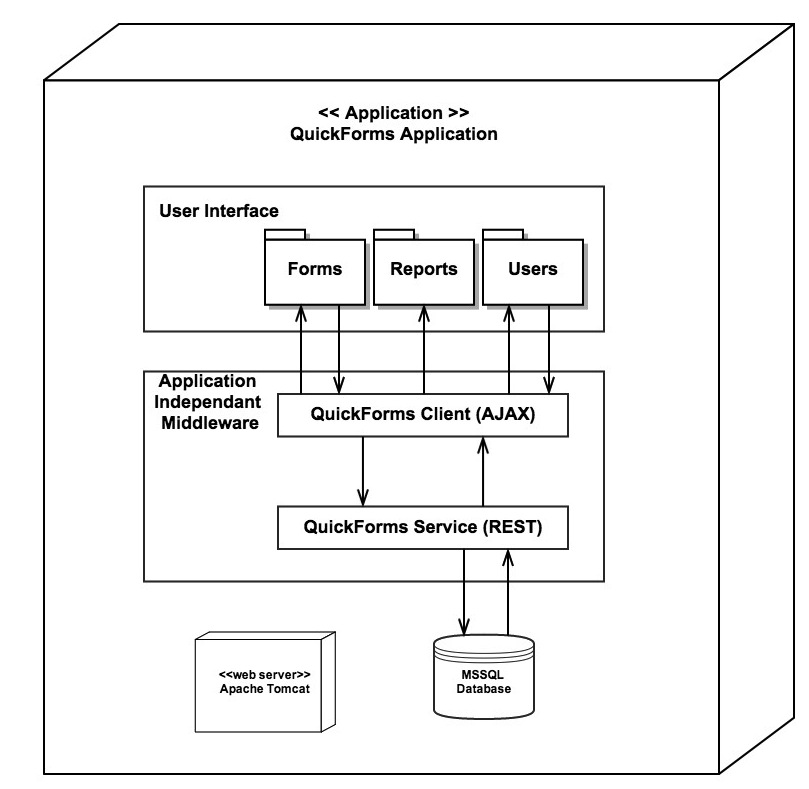 << Application >>
QuickForms Application
User Interface
Forms
Reports
Users
Application
Independant
Middleware
QuickForms Client (AJAX)
QuickForms Service (REST)
<<web server>>
Apache Tomcat
MSSQL
Database